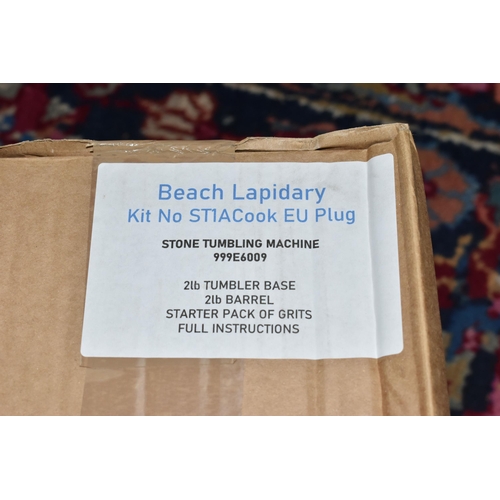 Beach Lapidary
Kit No ST1ACook EU Plug
STONE TUMBLING MACHINE
999E6009
2lb TUMBLER BASE
2lb BARREL
STARTER PACK OF GRITS
FULL INSTRUCTIONS